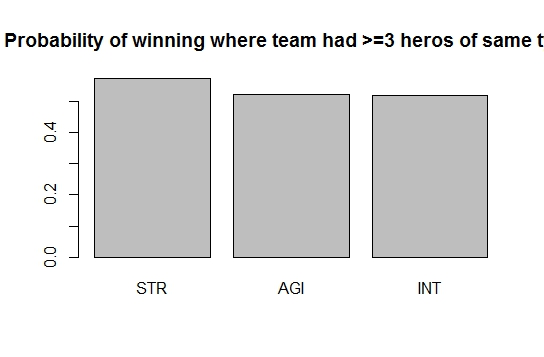 Probability of winning where team had >=3 heros of same t
0.4
0.2
0.0
STR AGI INT